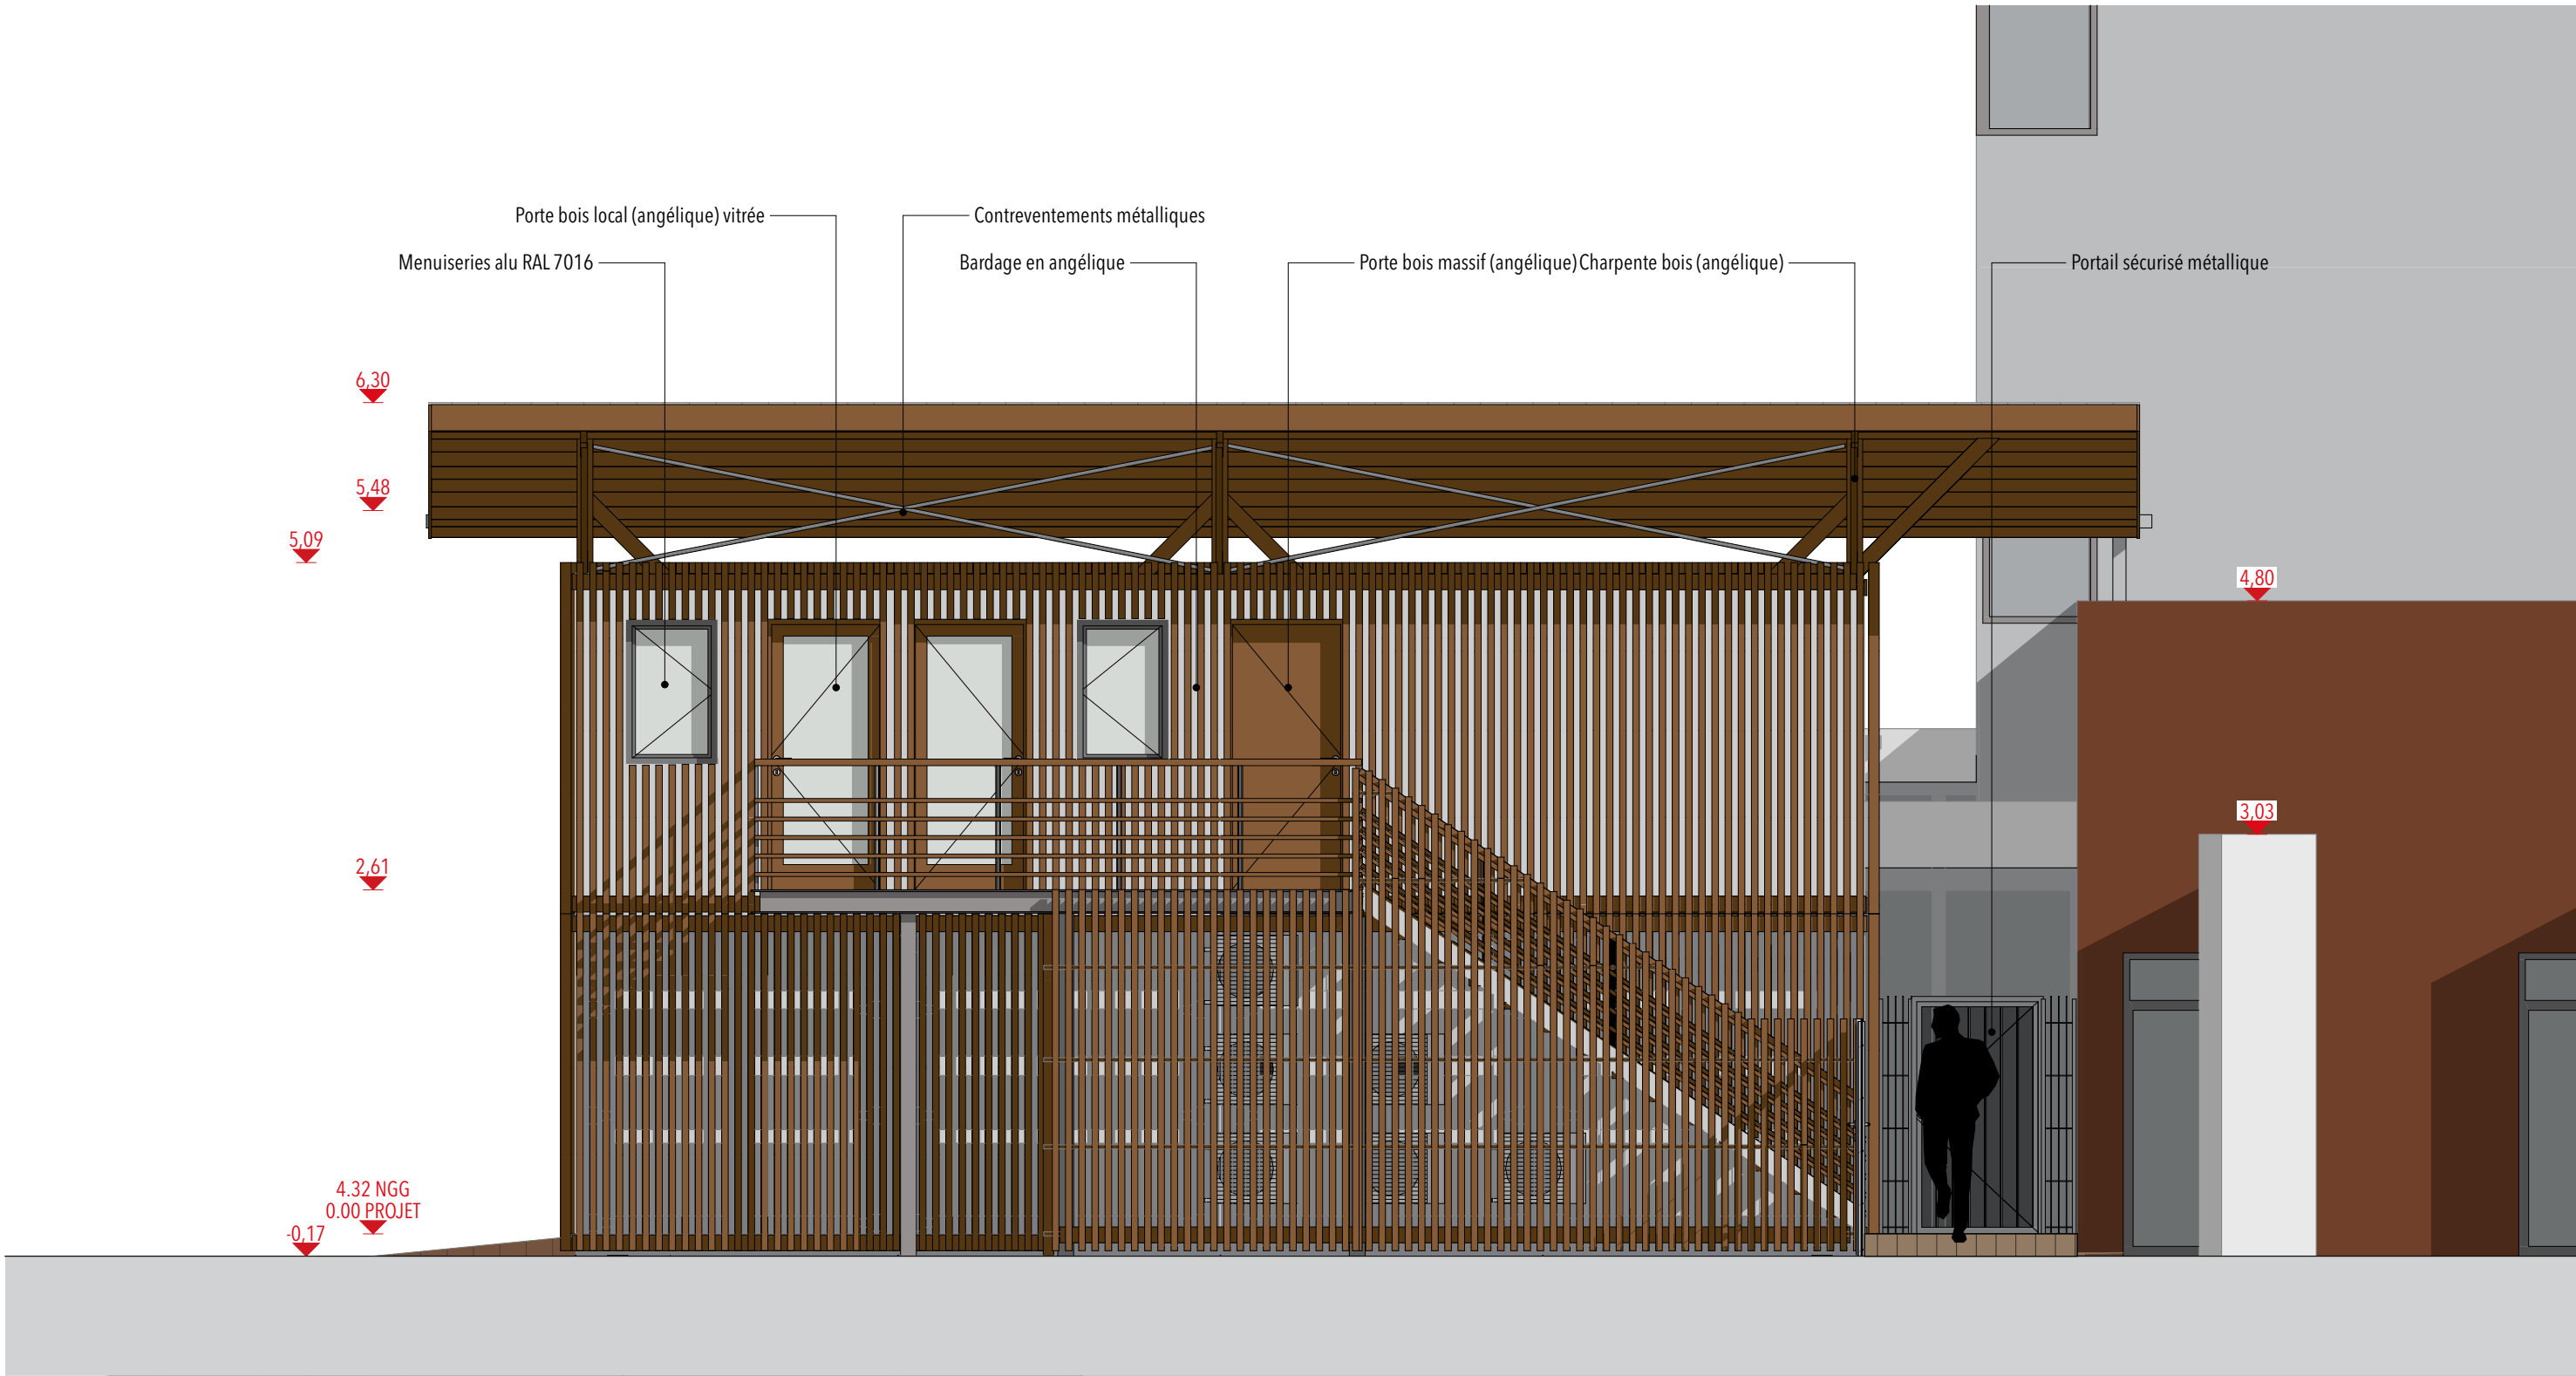 Porte bois local (angélique) vitrée
Contreventements métalliques
Menuiseries alu RAL 7016
Bardage en angélique
Porte bois massif (angélique)
Charpente bois (angélique)
Portail sécurisé métallique
6,30
5,48
5,09
4,80
3,03
2,61
4.32 NGG
0.00 PROJET
-0,17